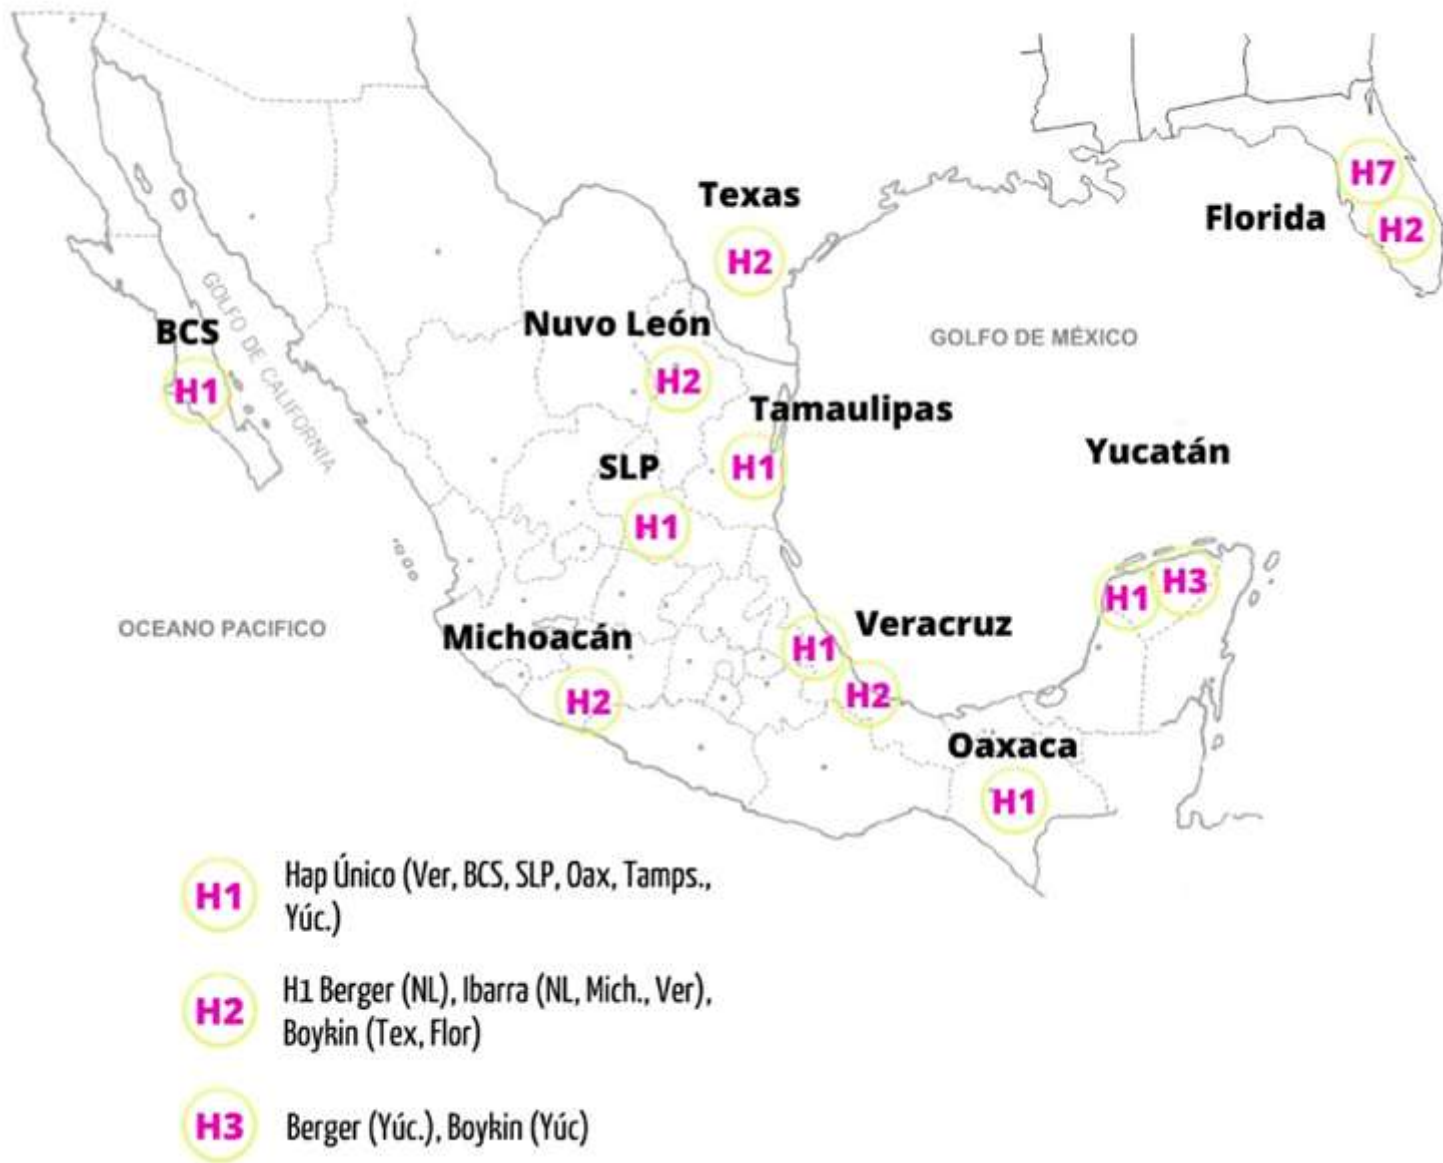 Texas
H2
H7
Florida
H2
GOLFO DE CALIFORNIA
BCS
H1
Nuvo León
H2
GOLFO DE MÉXICO
Tamaulipas
H1
SLP
H1
Yucatán
H1
H3
OCEANO PACIFICO
Michoacán
H2
Veracruz
H1
H2
Oaxaca
H1
H1
Hap Único (Ver, BCS, SLP, Oax, Tamps.,
Yúc.)
H2
H1 Berger (NL), Ibarra (NL, Mich., Ver),
Boykin (Tex, Flor)
H3
Berger (Yúc.), Boykin (Yúc)